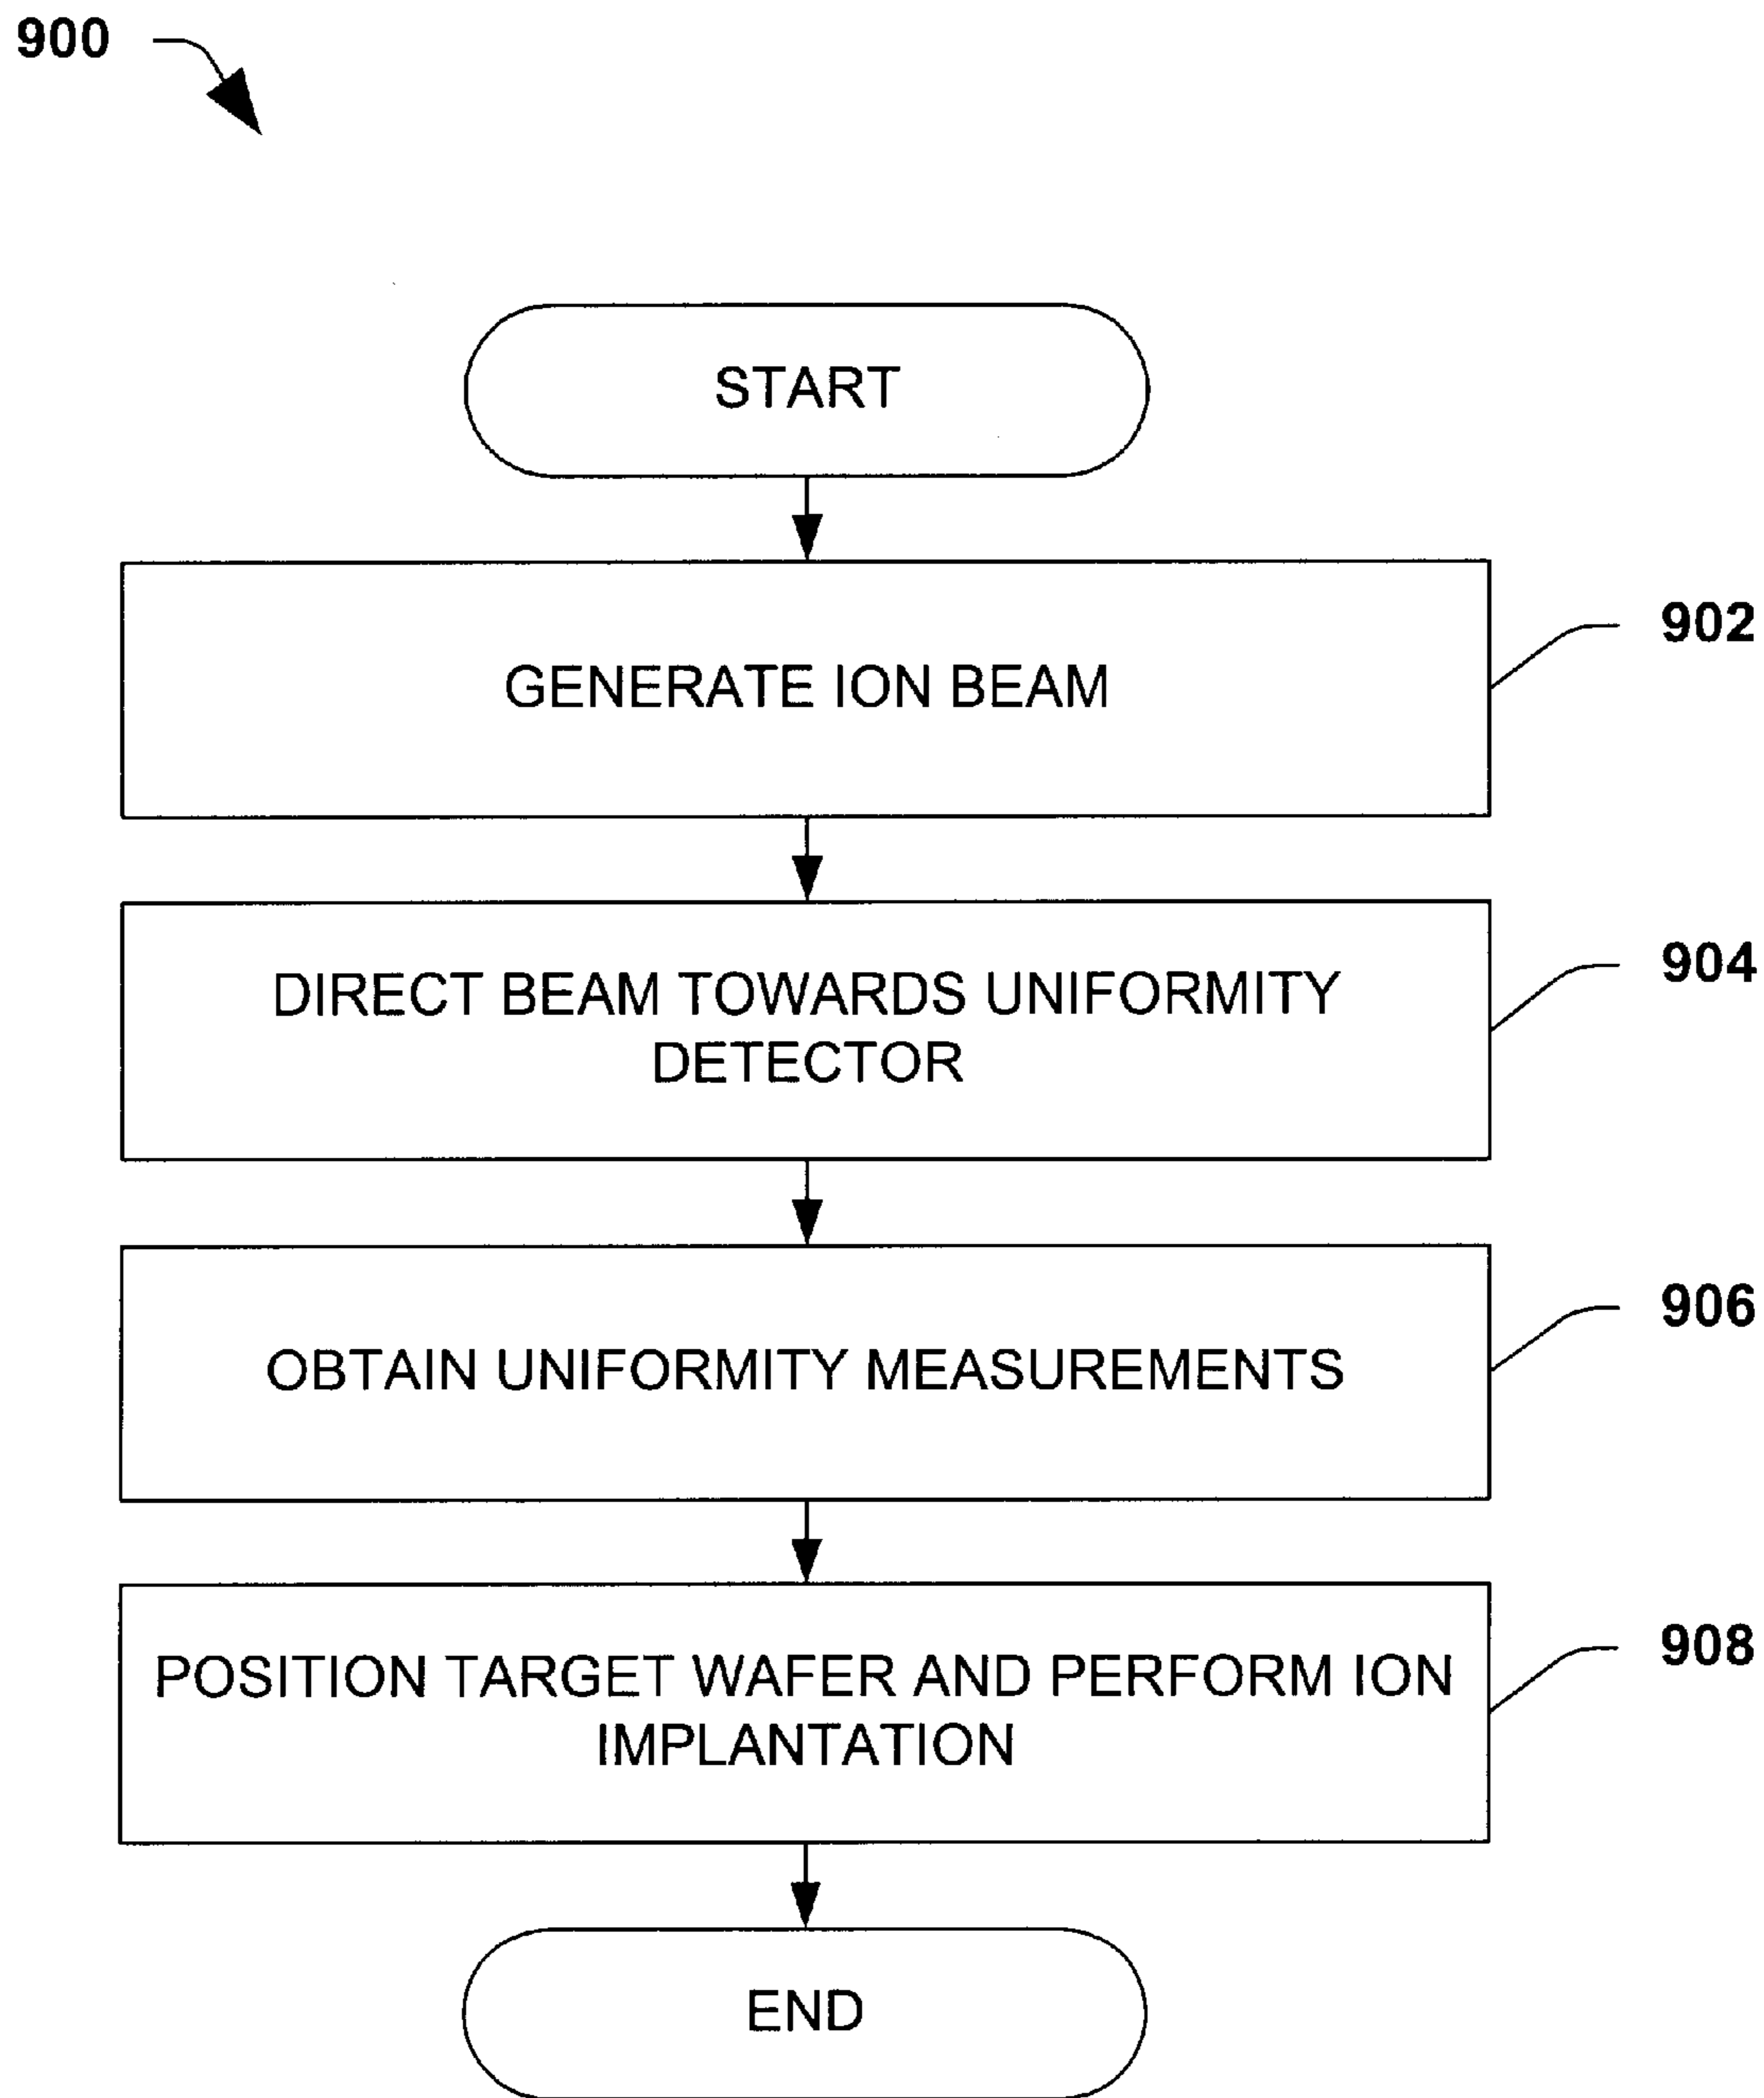 900
START
GENERATE ION BEAM
902
DIRECT BEAM TOWARDS UNIFORMITY
DETECTOR
904
OBTAIN UNIFORMITY MEASUREMENTS
906
POSITION TARGET WAFER AND PERFORM ION
IMPLANTATION
908
END